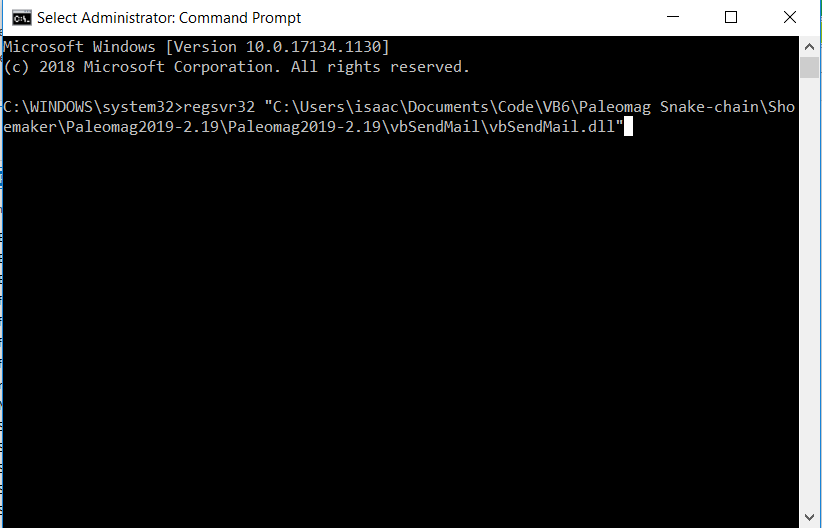 Select Administrator: Command Prompt
Microsoft Windows [Version 10.0.17134.1130]
(c) 2018 Microsoft Corporation. All rights reserved.
C:\WINDOWS\system32>regsvr32 "C:\Users\isaac\Documents\Code\VB6\Paleomag Snake-chain\Sho
emaker\Paleomag2019-2.19\Paleomag2019-2.19\vbSendMail\vbSendMail.dll"